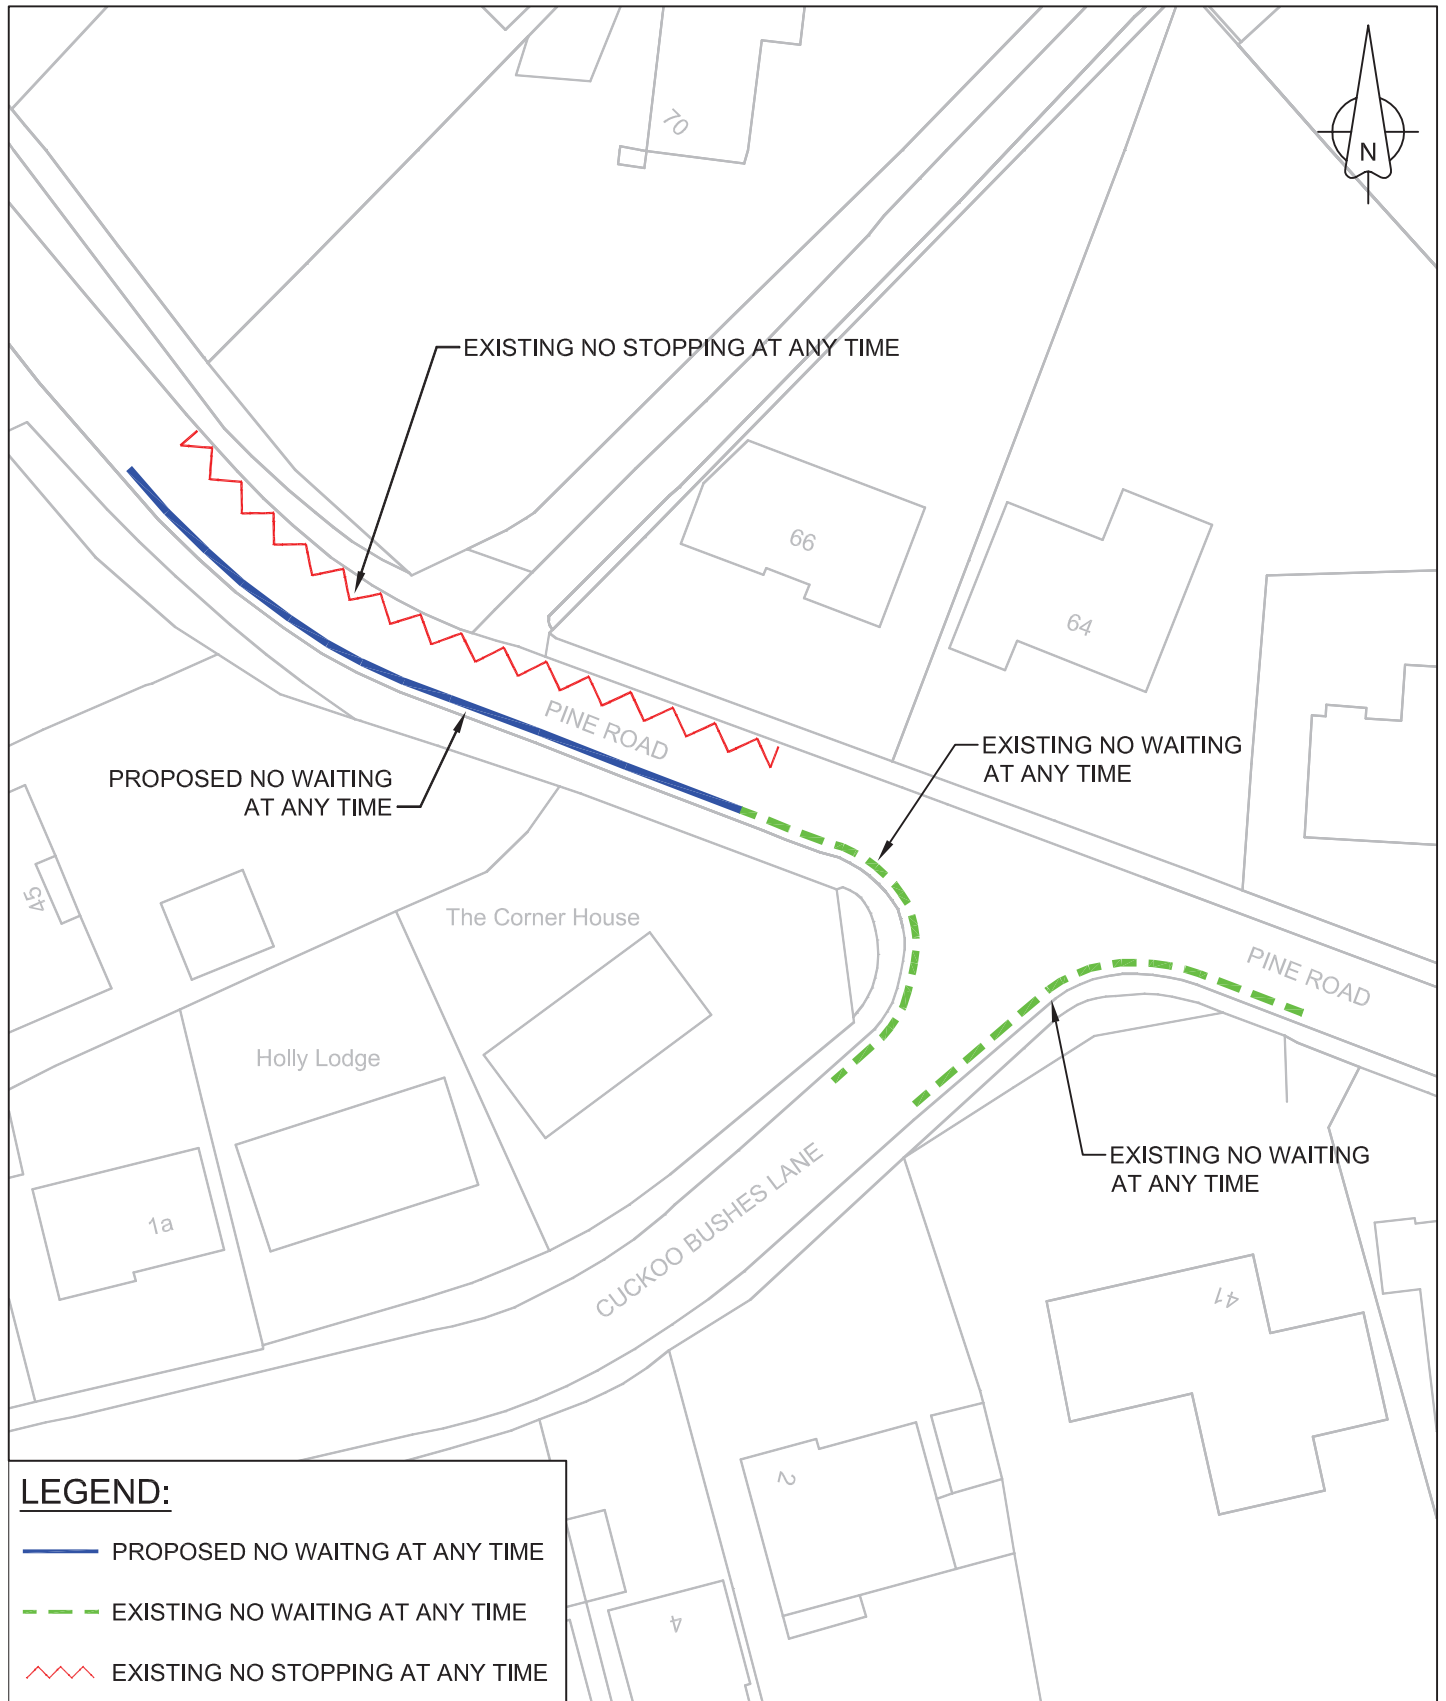 70
N
EXISTING NO STOPPING AT ANY TIME
66
64
PINE ROAD
EXISTING NO WAITING
AT ANY TIME
PROPOSED NO WAITING
AT ANY TIME
45
The Corner House
PINE ROAD
Holly Lodge
EXISTING NO WAITING
AT ANY TIME
1a
CUCKOO BUSHES LANE
41
2
4
LEGEND:
PROPOSED NO WAITNG AT ANY TIME
EXISTING NO WAITING AT ANY TIME
EXISTING NO STOPPING AT ANY TIME